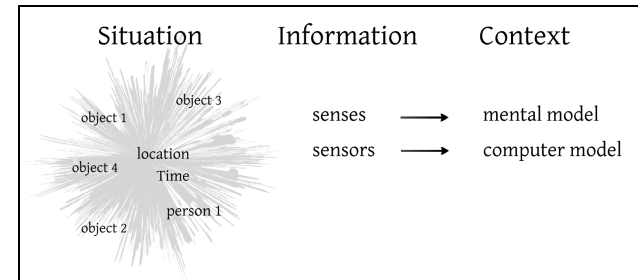 Situation
Information
Context
object 3
object 1
location
object 4
Time
person 1
object 2
senses
mental model
sensors
computer model